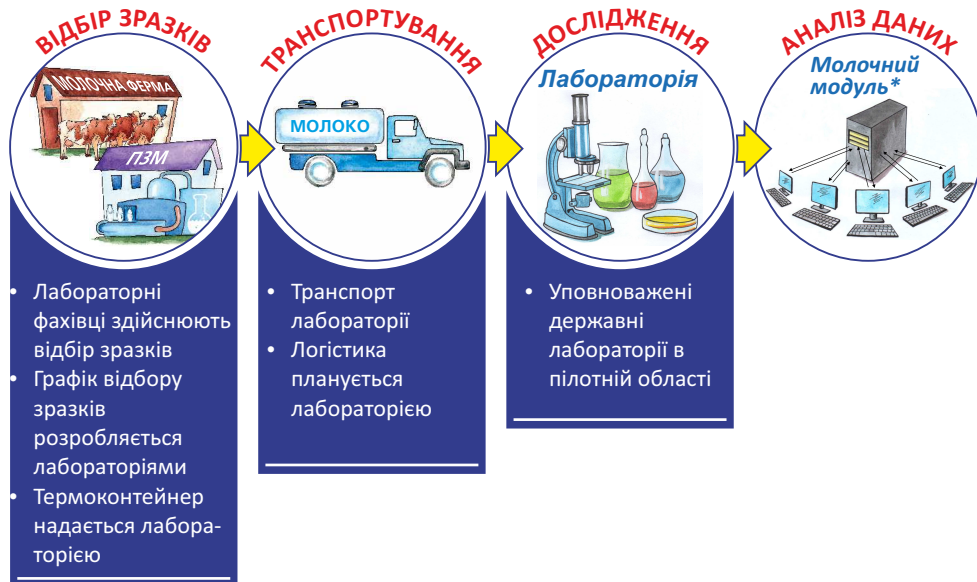 ВІДБІР ЗРАЗКІВ
МОЛОЧНА ФЕРМА
ПЗМ
• Лабораторні
фахівці здійснюють
відбір зразків
• Графік відбору
зразків
розробляється
лабораторіями
• Термоконтейнер
надається лабора-
торією
ТРАНСПОРТУВАННЯ
МОЛОКО
• Транспорт
лабораторії
• Логістика
планується
лабораторією
ДОСЛІДЖЕННЯ
Лабораторія
• Уповноважені
державні
лабораторії в
пілотній області
АНАЛІЗ ДАНИХ
Молочний
модуль*